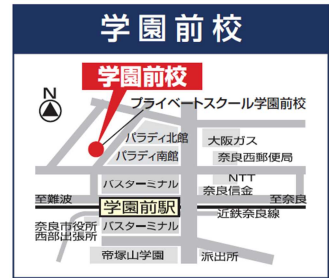 学園前校
学園前校
N
プライベートスクール学園前校
パラディ北館
大阪ガス
パラディ南館
奈良西郵便局
NTT
バスターミナル
奈良信金
至難波
至奈良
学園前駅
近鉄奈良線
奈良市役所
西部出張所
バスターミナル
帝塚山学園
派出所